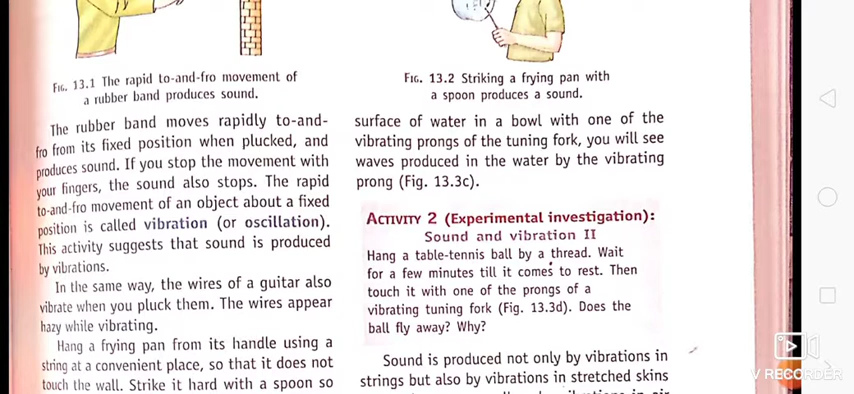 FIG. 13.1 The rapid to-and-fro movement of
a rubber band produces sound.
The rubber band moves rapidly to-and-
fro from its fixed position when plucked, and
produces sound. If you stop the movement with
your fingers, the sound also stops. The rapid
to-and-fro movement of an object about a fixed
position is called vibration (or oscillation).
This activity suggests that sound is produced
by vibrations.
In the same way, the wires of a guitar also
vibrate when you pluck them. The wires appear
hazy while vibrating.
Hang a frying pan from its handle using a
string at a convenient place, so that it does not
touch the wall. Strike it hard with a spoon so
FIG. 13.2 Striking a frying pan with
a spoon produces a sound.
surface of water in a bowl with one of the
vibrating prongs of the tuning fork, you will see
waves produced in the water by the vibrating
prong (Fig. 13.3c).
ACTIVITY 2 (Experimental investigation):
Sound and vibration II
Hang a table-tennis ball by a thread. Wait
for a few minutes till it comes to rest. Then
touch it with one of the prongs of a
vibrating tuning fork (Fig. 13.3d). Does the
ball fly away? Why?
Sound is produced not only by vibrations in
strings but also by vibrations in stretched skins
V RECORDER